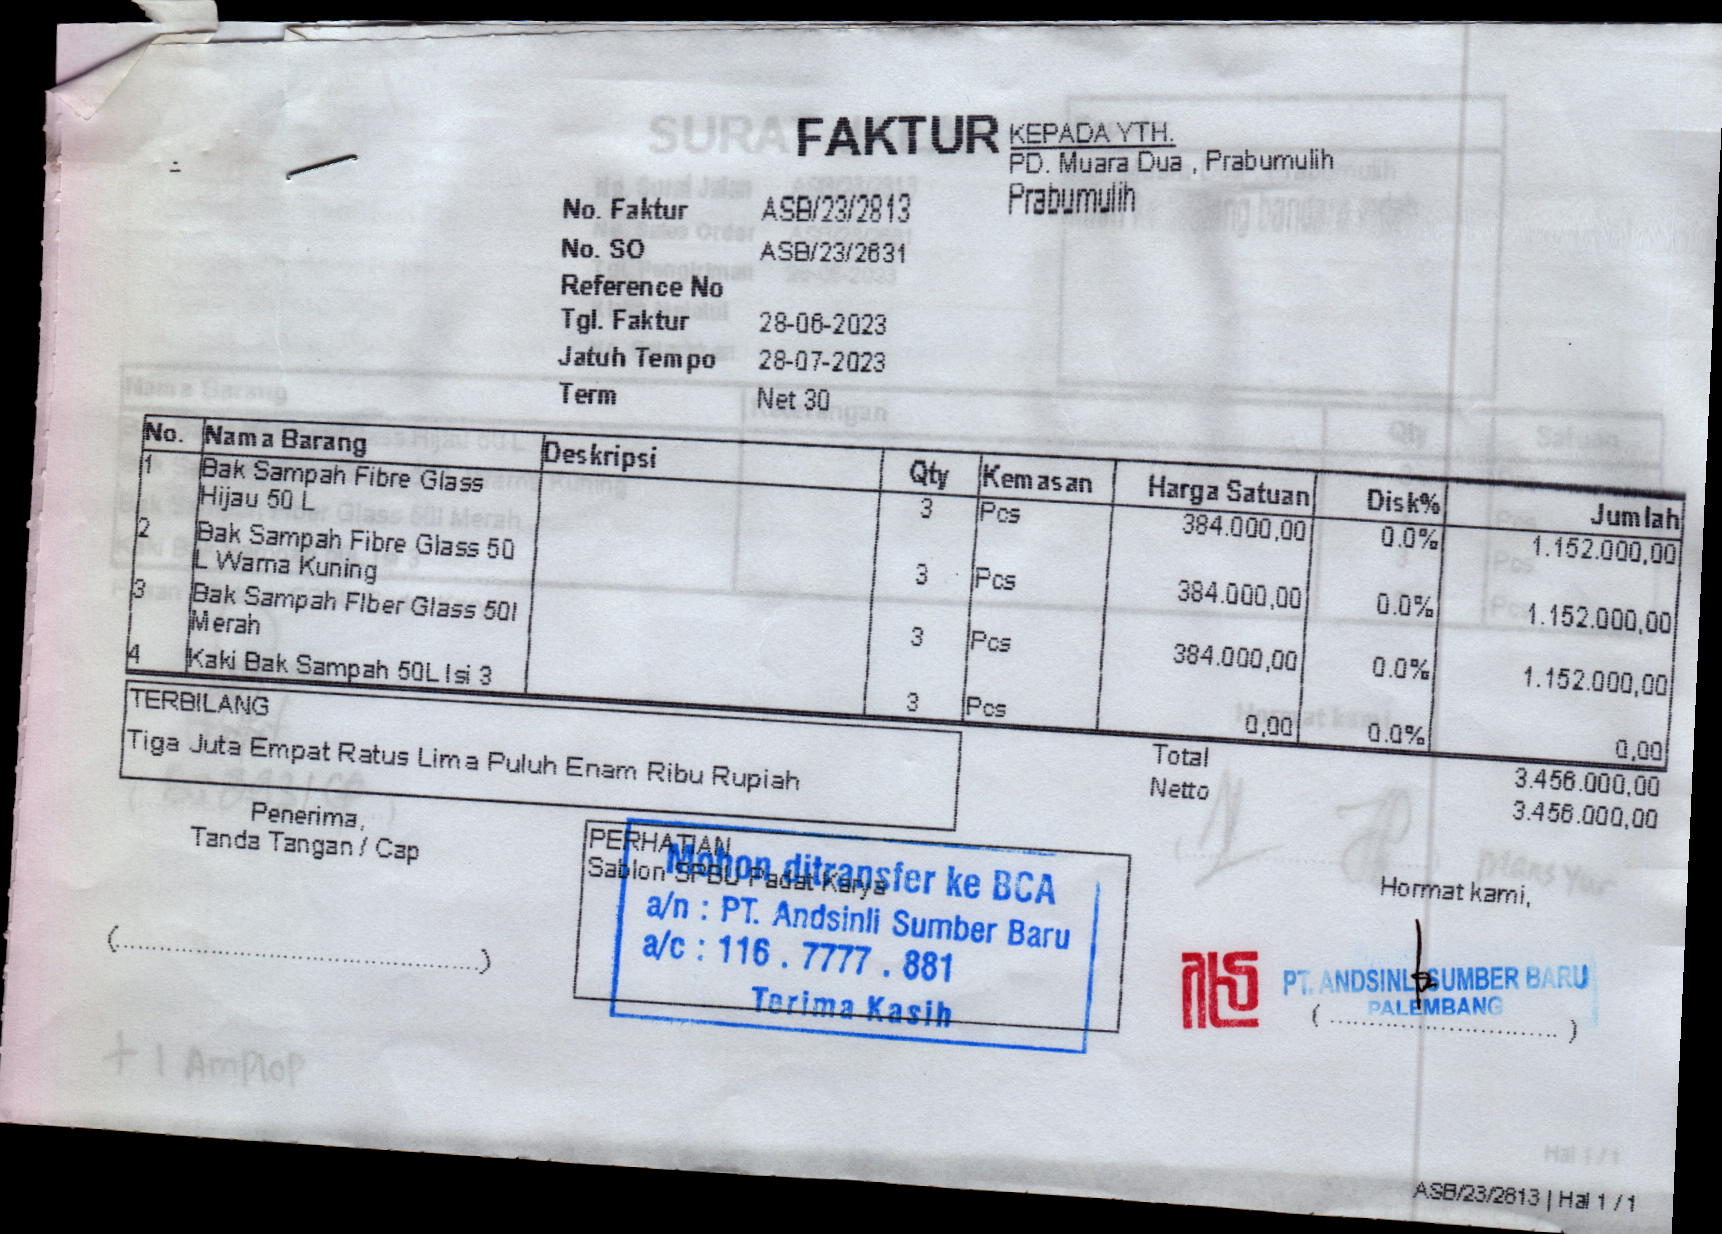 FAKTUR
KEPADA YTH.
PD. Muara Dua , Prabumulih
Prabumulih
No. Faktur ASB/23/2813
No. SO ASB/23/2631
Reference No
Tgl. Faktur 28-06-2023
Jatuh Tempo 28-07-2023
Term Net 30
No. Nama Barang Deskripsi Qty Kemasan Harga Satuan Disk% Jumlah
1 Bak Sampah Fibre Glass 3 Pcs 384.000,00 0.0% 1.152.000,00
Hijau 50 L
2 Bak Sampah Fibre Glass 50 3 Pcs 384.000,00 0.0% 1.152.000,00
L Warna Kuning
3 Bak Sampah FIber Glass 50l 3 Pcs 384.000,00 0.0% 1.152.000,00
Merah
4 Kaki Bak Sampah 50L Isi 3 3 Pcs 0,00 0.0% 0,00
TERBILANG
Tiga Juta Empat Ratus Lima Puluh Enam Ribu Rupiah
Total 3.456.000,00
Netto 3.456.000,00
Penerima,
Tanda Tangan / Cap
(............................................)
PERHATIAN
Sablon SPBU Padat Karya
Mohon ditransfer ke BCA
a/n : PT. Andsinli Sumber Baru
a/c : 116 . 7777 . 881
Terima Kasih
Hormat kami,
PT. ANDSINLI SUMBER BARU
PALEMBANG
(............................)
+ 1 Amplop
Hal 1 / 1
ASB/23/2813 | Hal 1 / 1